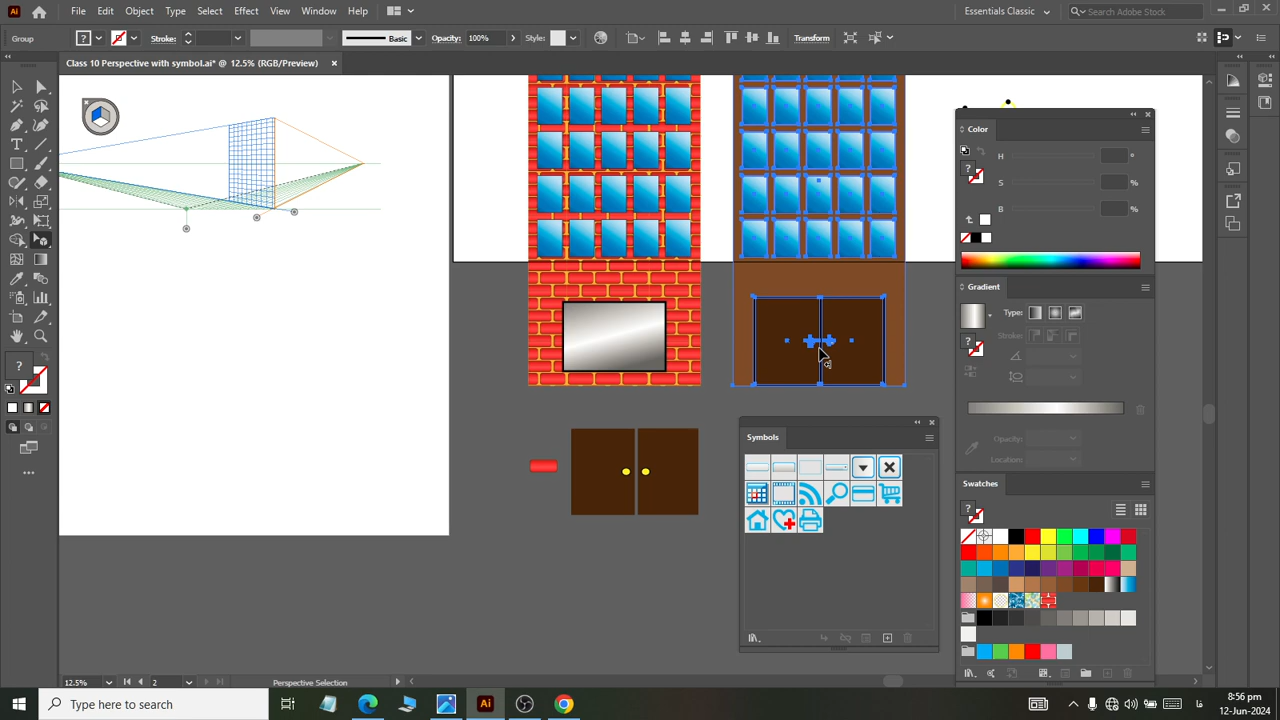 Ai File Edit Object Type Select Effect View Window Help Essentials Classic Search Adobe Stock
Group Stroke: Basic Opacity: 100% Style: Transform
Class 10 Perspective with symbol.ai* @ 12.5% (RGB/Preview)
Color
H °
S %
B %
Gradient
Type:
Stroke:
Opacity:
Location:
Symbols
Swatches
12.5% 2 Perspective Selection
Type here to search
Ai
8:56 pm
12-Jun-2024